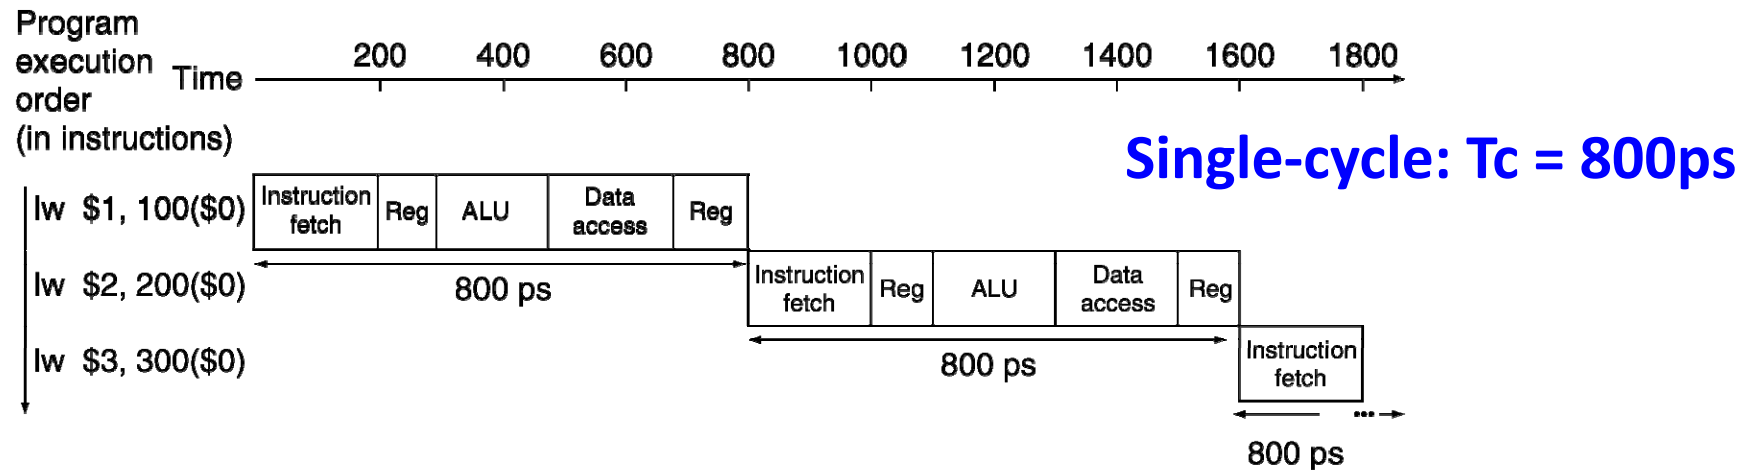 Program
execution
order
(in instructions)
Time
200 400 600 800 1000 1200 1400 1600 1800
Single-cycle: Tc = 800ps
lw $1, 100($0)
Instruction
fetch
Reg
ALU
Data
access
Reg
800 ps
lw $2, 200($0)
Instruction
fetch
Reg
ALU
Data
access
Reg
800 ps
lw $3, 300($0)
Instruction
fetch
...
800 ps